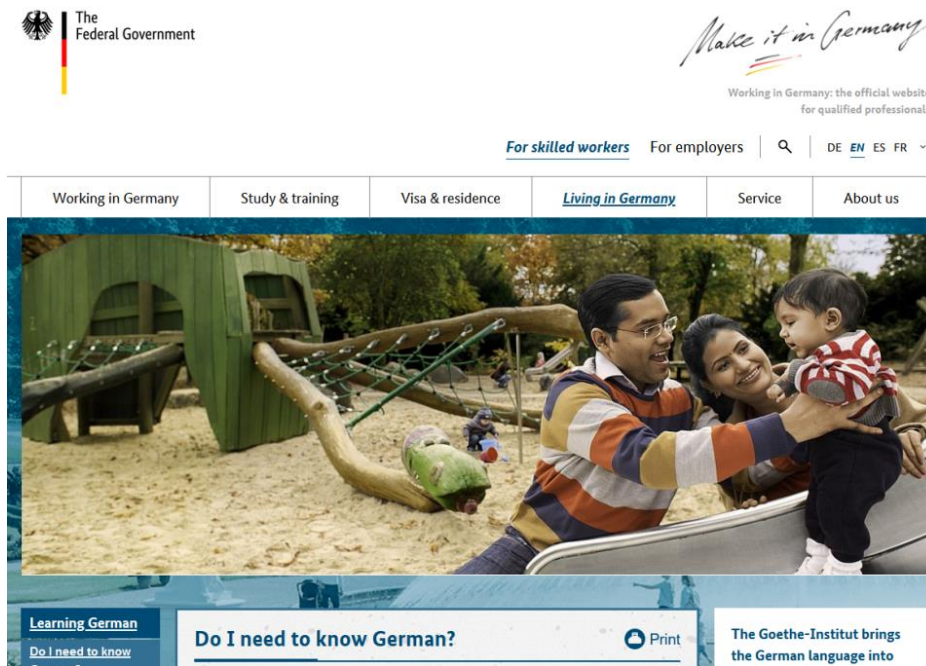 The
Federal Government
Make it in Germany
Working in Germany: the official website
for qualified professional
For skilled workers For employers DE EN ES FR
Working in Germany Study & training Visa & residence Living in Germany Service About us
Learning German
Do I need to know
Do I need to know German?
Print
The Goethe-Institut brings
the German language into